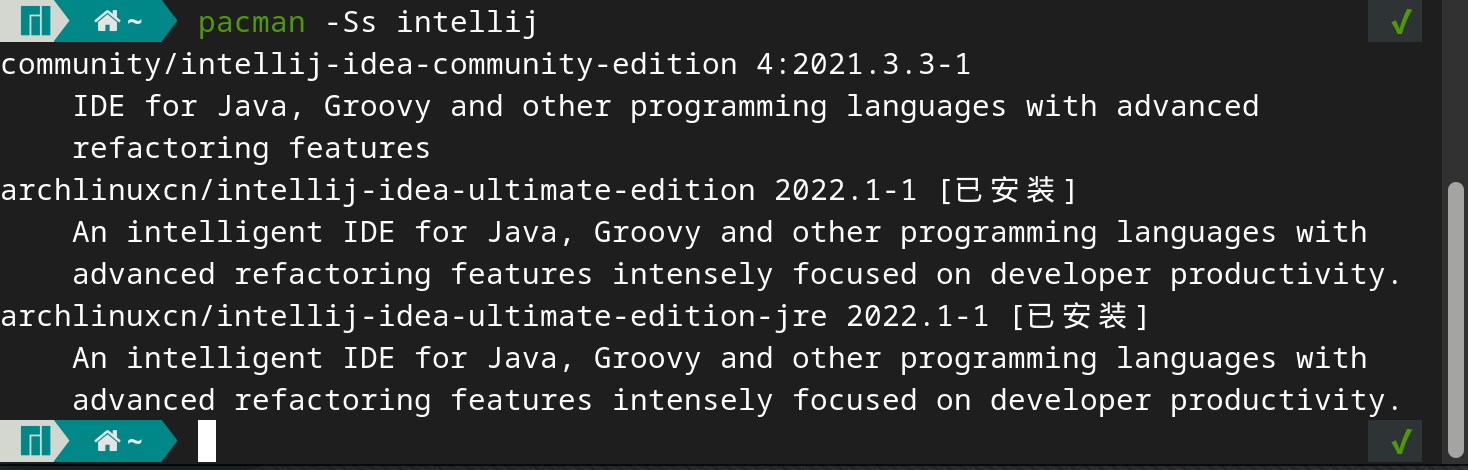 ~ pacman -Ss intellij ✓
community/intellij-idea-community-edition 4:2021.3.3-1
IDE for Java, Groovy and other programming languages with advanced
refactoring features
archlinuxcn/intellij-idea-ultimate-edition 2022.1-1 [已安装]
An intelligent IDE for Java, Groovy and other programming languages with
advanced refactoring features intensely focused on developer productivity.
archlinuxcn/intellij-idea-ultimate-edition-jre 2022.1-1 [已安装]
An intelligent IDE for Java, Groovy and other programming languages with
advanced refactoring features intensely focused on developer productivity.
~ ✓